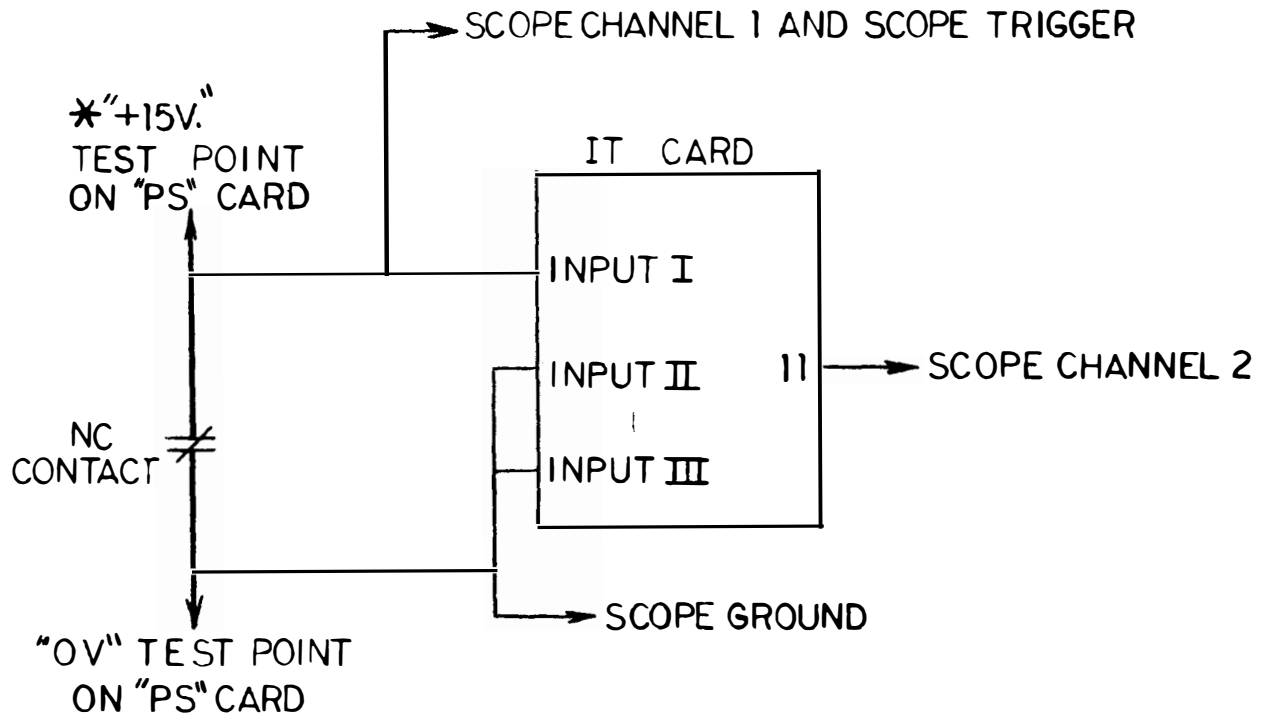 SCOPE CHANNEL 1 AND SCOPE TRIGGER
*"+15V."
TEST POINT
ON "PS" CARD
IT CARD
INPUT I
INPUT II
11
SCOPE CHANNEL 2
NC
CONTACT
INPUT III
SCOPE GROUND
"OV" TEST POINT
ON "PS" CARD